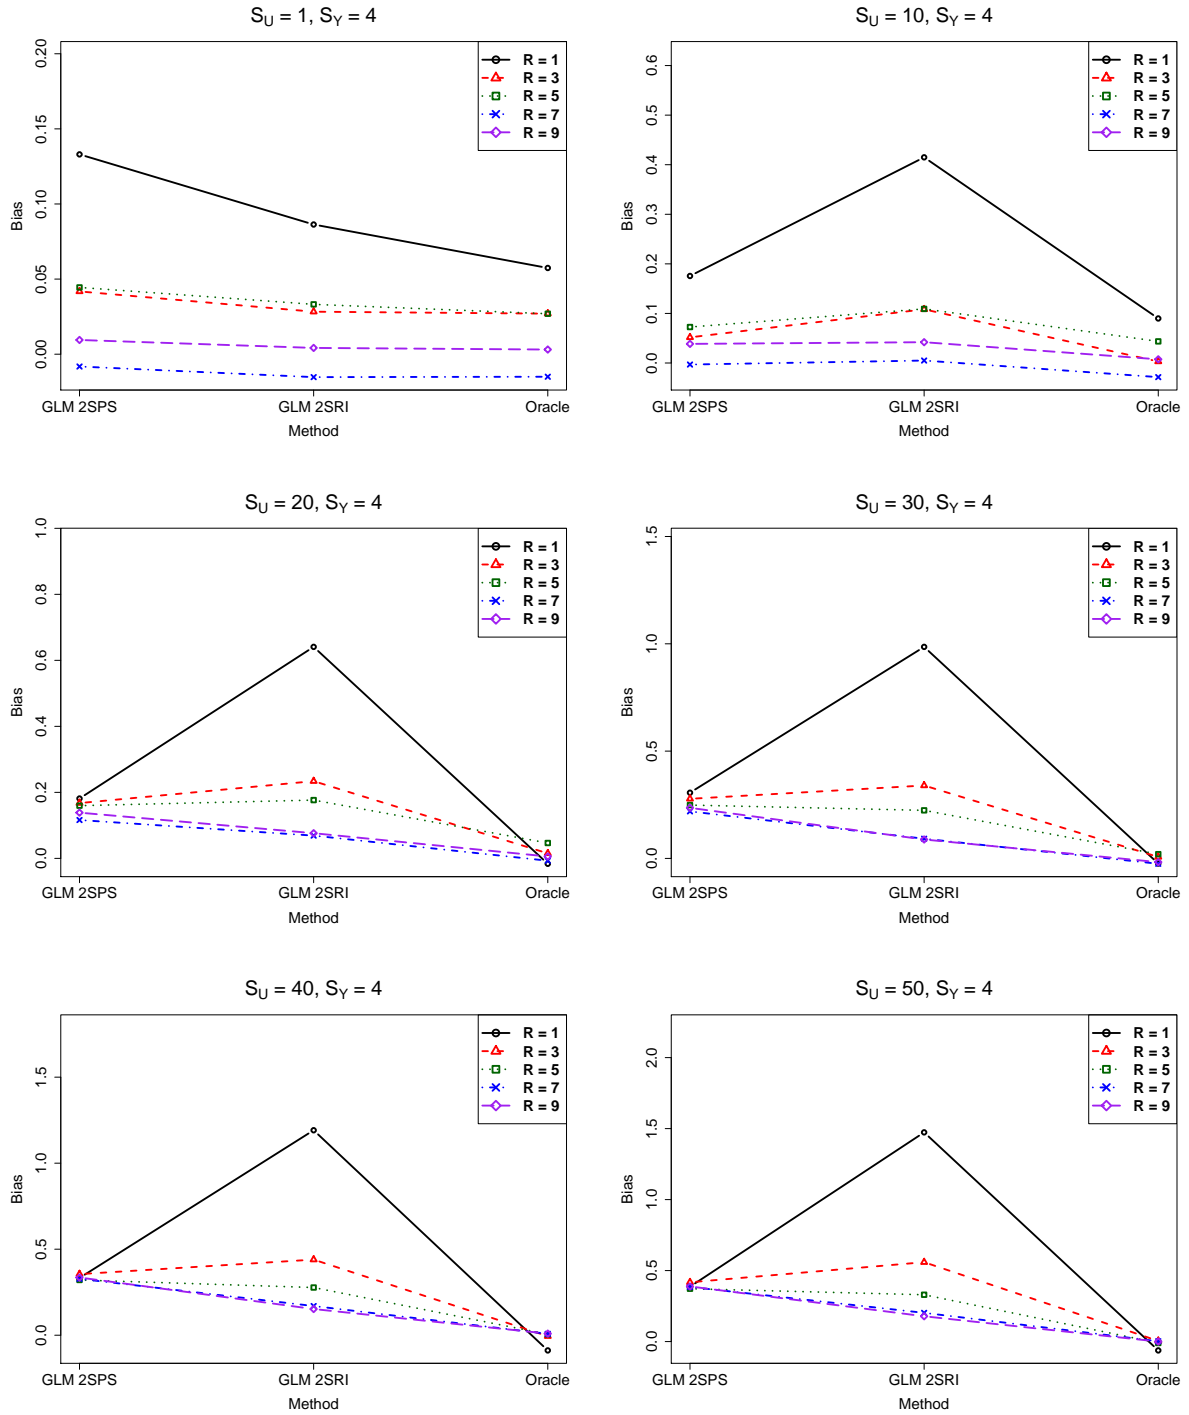 S_U = 1, S_Y = 4
R = 1
R = 3
R = 5
R = 7
R = 9
0.20
0.15
0.10
0.05
0.00
Bias
GLM 2SPS
GLM 2SRI
Oracle
Method
S_U = 10, S_Y = 4
R = 1
R = 3
R = 5
R = 7
R = 9
0.6
0.5
0.4
0.3
0.2
0.1
0.0
Bias
GLM 2SPS
GLM 2SRI
Oracle
Method
S_U = 20, S_Y = 4
R = 1
R = 3
R = 5
R = 7
R = 9
1.0
0.8
0.6
0.4
0.2
0.0
Bias
GLM 2SPS
GLM 2SRI
Oracle
Method
S_U = 30, S_Y = 4
R = 1
R = 3
R = 5
R = 7
R = 9
1.5
1.0
0.5
0.0
Bias
GLM 2SPS
GLM 2SRI
Oracle
Method
S_U = 40, S_Y = 4
R = 1
R = 3
R = 5
R = 7
R = 9
1.5
1.0
0.5
0.0
Bias
GLM 2SPS
GLM 2SRI
Oracle
Method
S_U = 50, S_Y = 4
R = 1
R = 3
R = 5
R = 7
R = 9
2.0
1.5
1.0
0.5
0.0
Bias
GLM 2SPS
GLM 2SRI
Oracle
Method